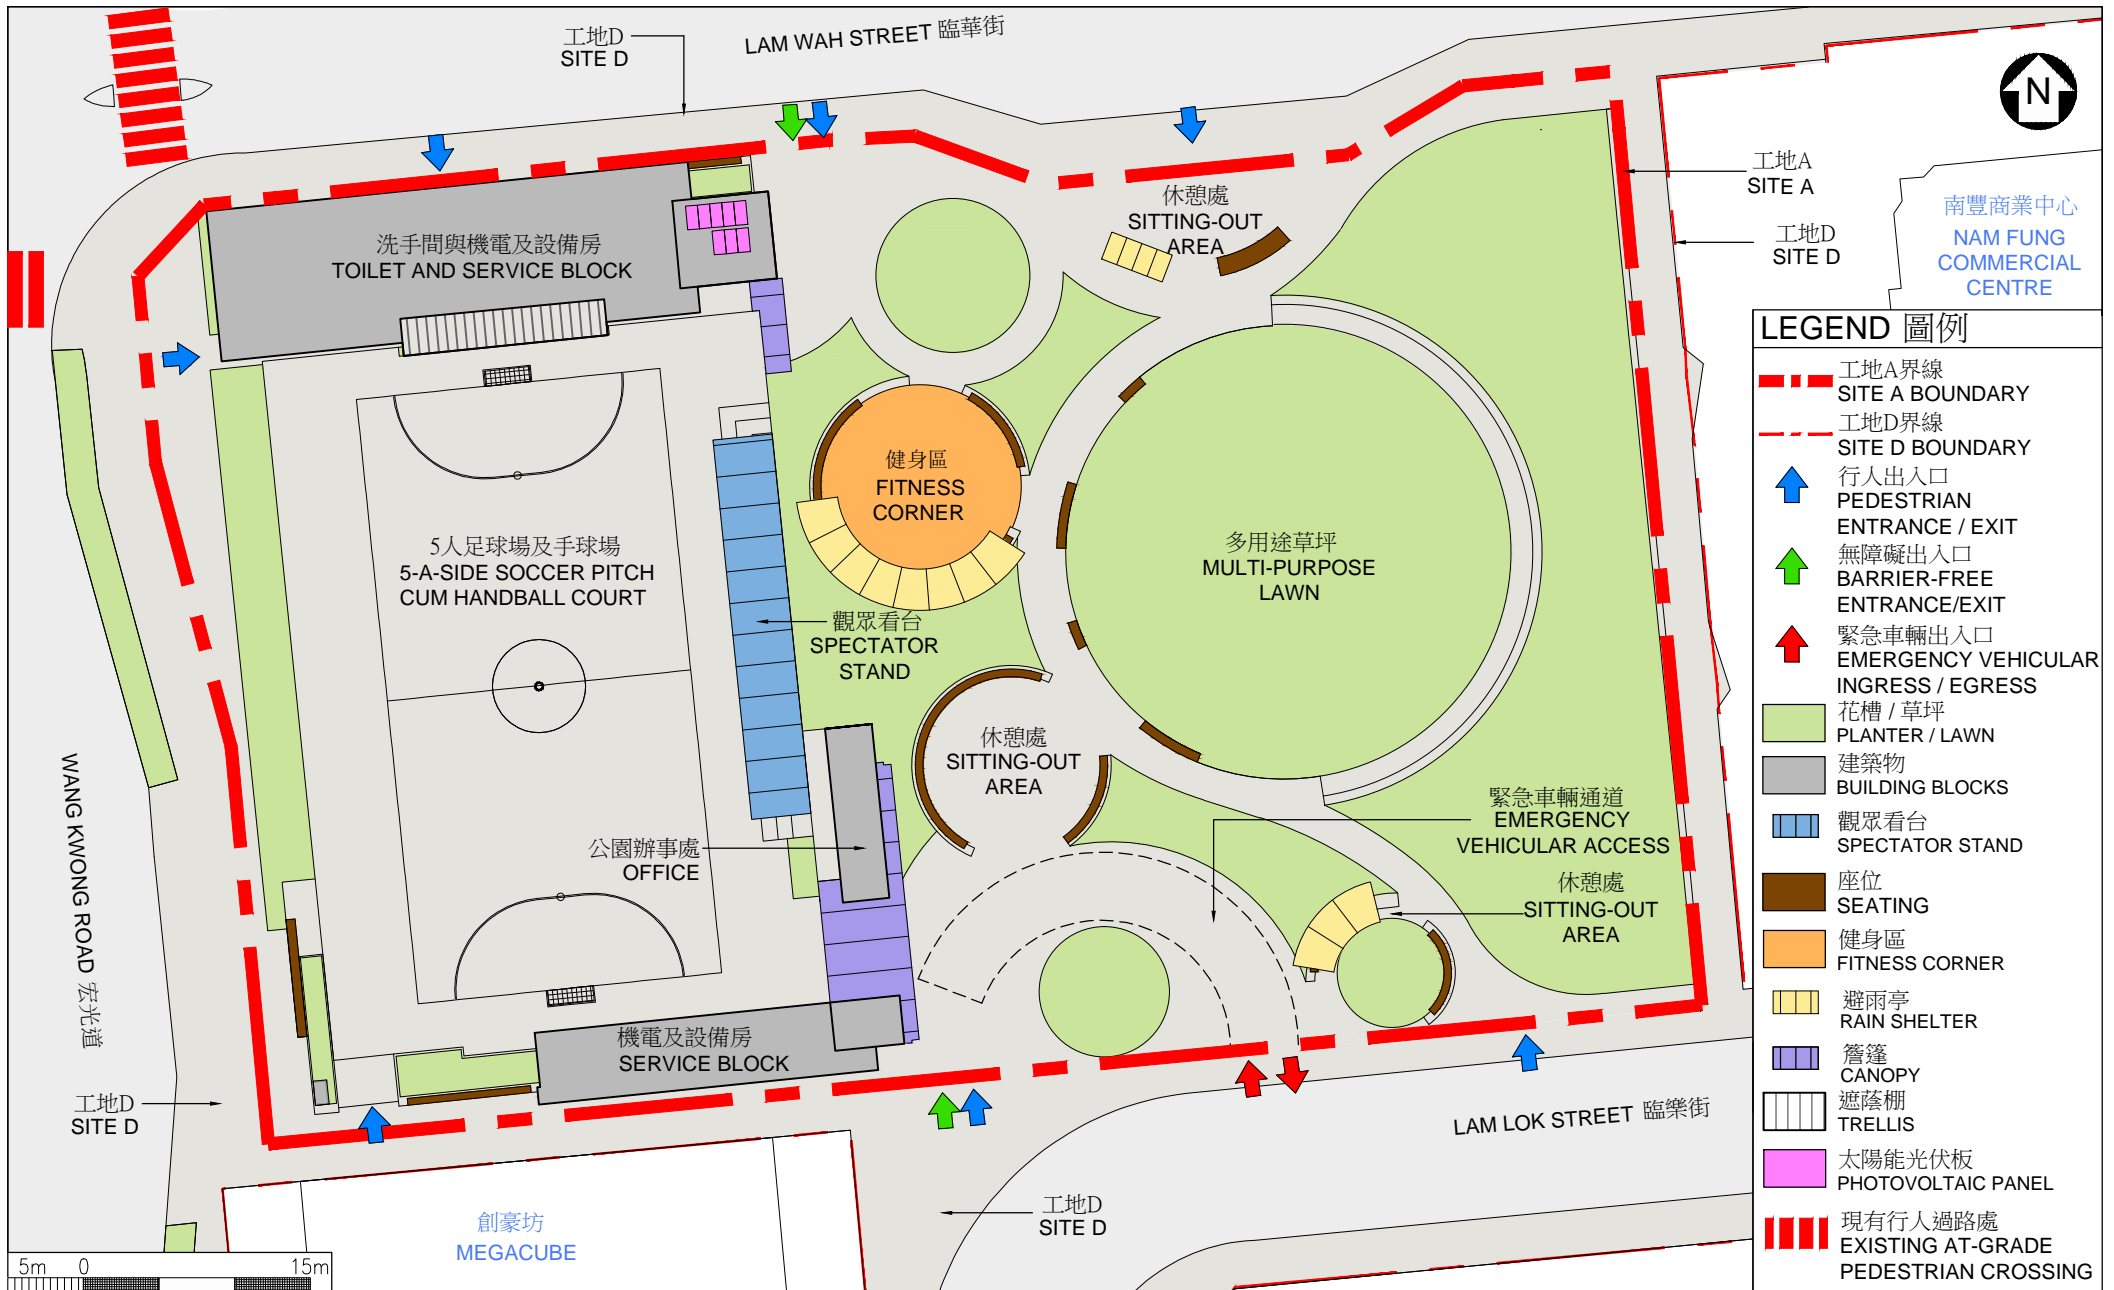 工地D
SITE D
LAM WAH STREET 臨華街
N
工地A
SITE A
休憩處
SITTING-OUT
AREA
南豐商業中心
NAM FUNG
COMMERCIAL
CENTRE
工地D
SITE D
洗手間與機電及設備房
TOILET AND SERVICE BLOCK
健身區
FITNESS
CORNER
5人足球場及手球場
5-A-SIDE SOCCER PITCH
CUM HANDBALL COURT
多用途草坪
MULTI-PURPOSE
LAWN
觀眾看台
SPECTATOR
STAND
休憩處
SITTING-OUT
AREA
緊急車輛通道
EMERGENCY
VEHICULAR ACCESS
公園辦事處
OFFICE
休憩處
SITTING-OUT
AREA
WANG KWONG ROAD 宏光道
機電及設備房
SERVICE BLOCK
工地D
SITE D
LAM LOK STREET 臨樂街
工地D
SITE D
創豪坊
MEGACUBE
5m 0 15m
LEGEND 圖例
工地A界線
SITE A BOUNDARY
工地D界線
SITE D BOUNDARY
行人出入口
PEDESTRIAN
ENTRANCE / EXIT
無障礙出入口
BARRIER-FREE
ENTRANCE/EXIT
緊急車輛出入口
EMERGENCY VEHICULAR
INGRESS / EGRESS
花槽 / 草坪
PLANTER / LAWN
建築物
BUILDING BLOCKS
觀眾看台
SPECTATOR STAND
座位
SEATING
健身區
FITNESS CORNER
避雨亭
RAIN SHELTER
簷篷
CANOPY
遮蔭棚
TRELLIS
太陽能光伏板
PHOTOVOLTAIC PANEL
現有行人過路處
EXISTING AT-GRADE
PEDESTRIAN CROSSING